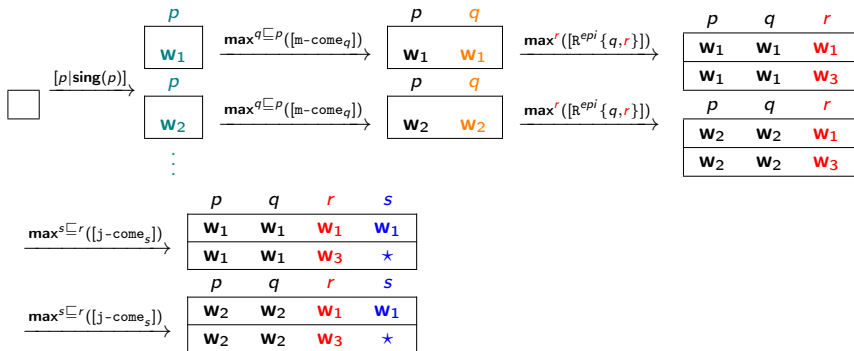 p
p q
p q r
[p|sing(p)] w₁ max^{q⊑p}([m-come_q]) w₁ w₁ max^r([R^{epi}{q,r}]) w₁ w₁ w₁
w₁ w₁ w₃
p
p q
p q r
w₂ max^{q⊑p}([m-come_q]) w₂ w₂ max^r([R^{epi}{q,r}]) w₂ w₂ w₁
w₂ w₂ w₃
⋮
p q r s
max^{s⊑r}([j-come_s]) w₁ w₁ w₁ w₁
w₁ w₁ w₃ ⋆
p q r s
max^{s⊑r}([j-come_s]) w₂ w₂ w₁ w₁
w₂ w₂ w₃ ⋆